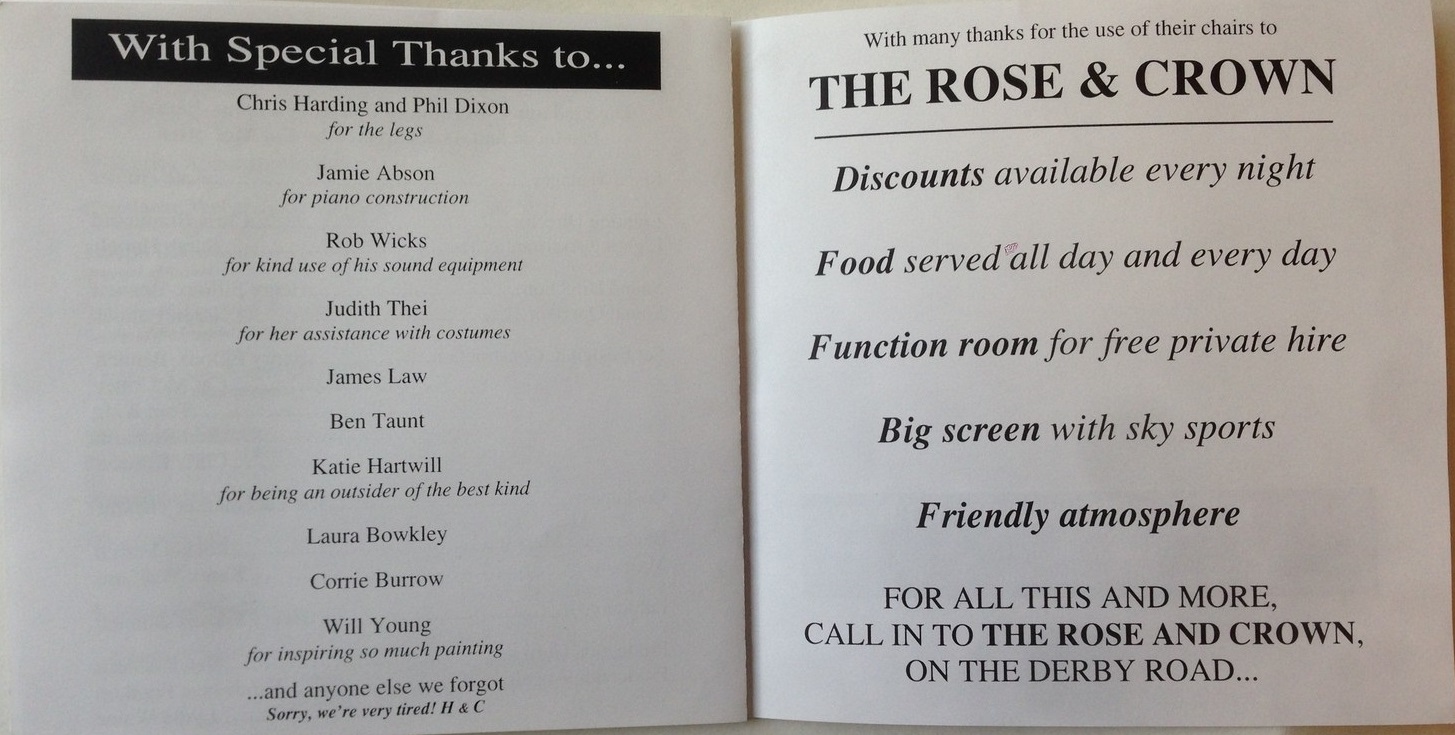 With Special Thanks to...
Chris Harding and Phil Dixon
for the legs
Jamie Abson
for piano construction
Rob Wicks
for kind use of his sound equipment
Judith Thei
for her assistance with costumes
James Law
Ben Taunt
Katie Hartwill
for being an outsider of the best kind
Laura Bowkley
Corrie Burrow
Will Young
for inspiring so much painting
...and anyone else we forgot
Sorry, we're very tired! H & C
With many thanks for the use of their chairs to
THE ROSE & CROWN
Discounts available every night
Food served all day and every day
Function room for free private hire
Big screen with sky sports
Friendly atmosphere
FOR ALL THIS AND MORE,
CALL IN TO THE ROSE AND CROWN,
ON THE DERBY ROAD...